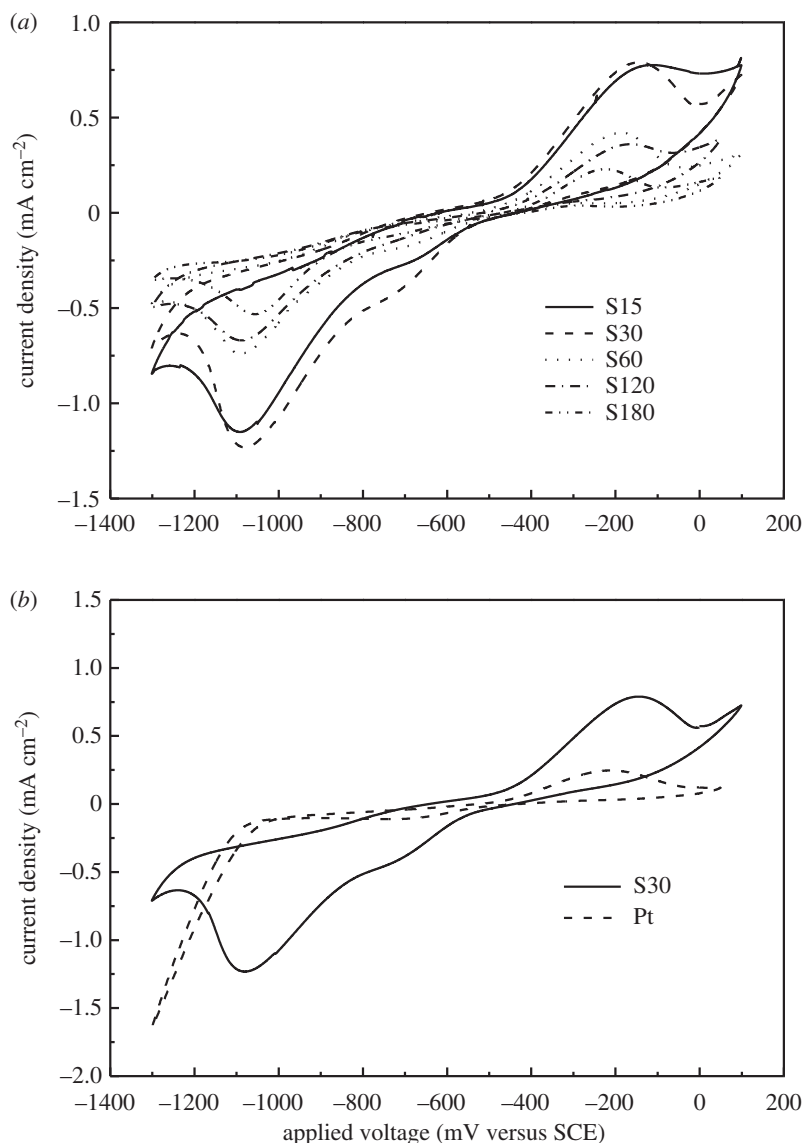 (a)
1.0
0.5
0
–0.5
–1.0
–1.5
current density (mA cm–2)
S15
S30
S60
S120
S180
–1400 –1200 –1000 –800 –600 –400 –200 0 200
(b)
1.5
1.0
0.5
0
–0.5
–1.0
–1.5
–2.0
current density (mA cm–2)
S30
Pt
–1400 –1200 –1000 –800 –600 –400 –200 0 200
applied voltage (mV versus SCE)